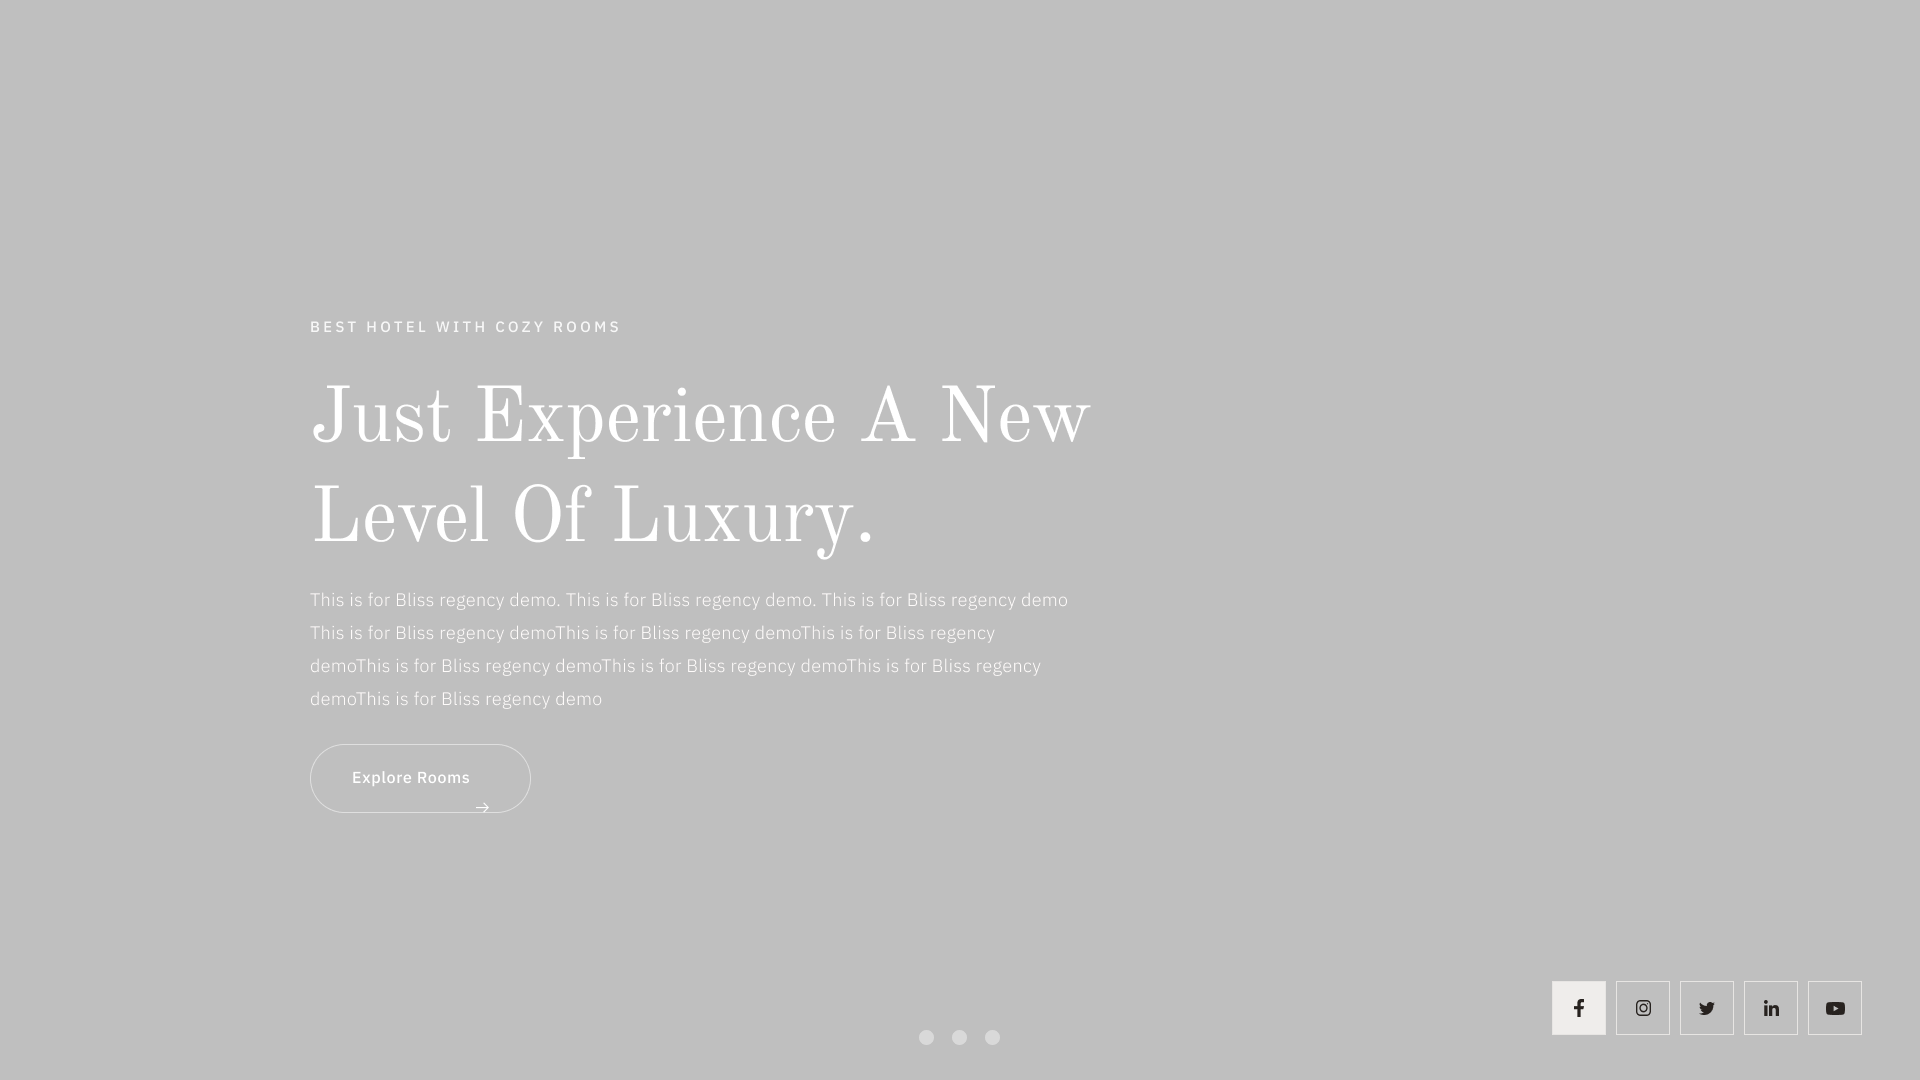 BEST HOTEL WITH COZY ROOMS
Just Experience A New
Level Of Luxury.
This is for Bliss regency demo. This is for Bliss regency demo. This is for Bliss regency demo
This is for Bliss regency demoThis is for Bliss regency demoThis is for Bliss regency
demoThis is for Bliss regency demoThis is for Bliss regency demoThis is for Bliss regency
demoThis is for Bliss regency demo
Explore Rooms